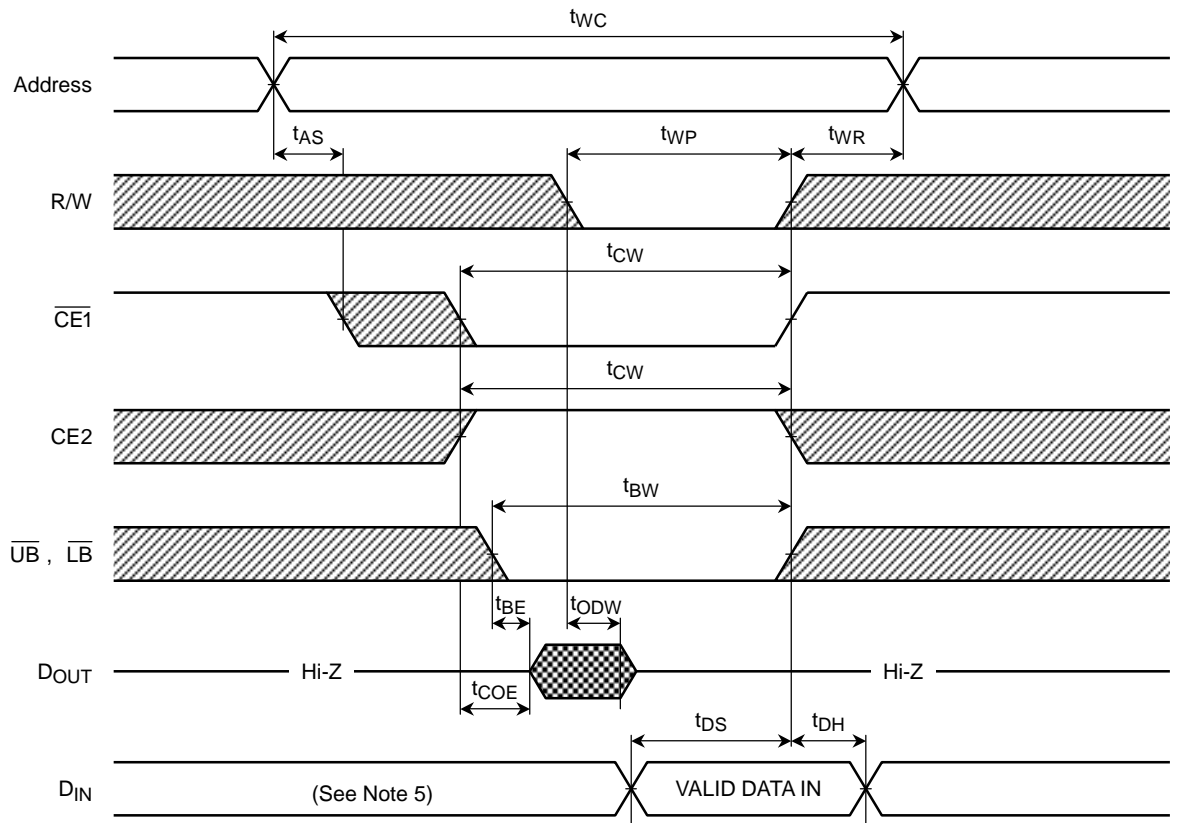 tWC
Address
tAS
tWP
tWR
R/W
tCW
CE1
tCW
CE2
tBW
UB , LB
tBE
tODW
DOUT
Hi-Z
Hi-Z
tCOE
tDS
tDH
DIN
(See Note 5)
VALID DATA IN